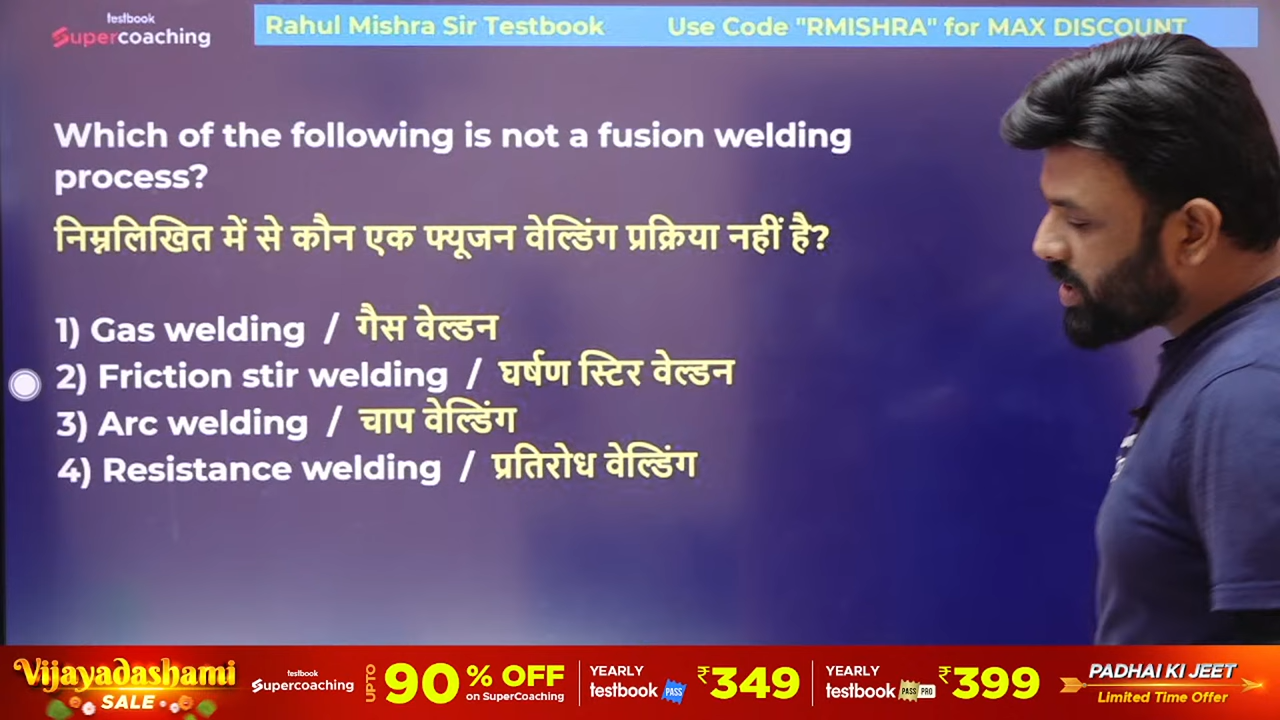 testbook
Supercoaching
Rahul Mishra Sir Testbook Use Code "RMISHRA" for MAX DISCOUNT
Which of the following is not a fusion welding
process?
निम्नलिखित में से कौन एक फ्यूजन वेल्डिंग प्रक्रिया नहीं है?
1) Gas welding / गैस वेल्डन
2) Friction stir welding / घर्षण स्टिर वेल्डन
3) Arc welding / चाप वेल्डिंग
4) Resistance welding / प्रतिरोध वेल्डिंग
Vijayadashami
SALE
testbook
Supercoaching
UPTO 90% OFF
on SuperCoaching
YEARLY
testbook PASS
₹349
YEARLY
testbook PASS PRO
₹399
PADHAI KI JEET
Limited Time Offer